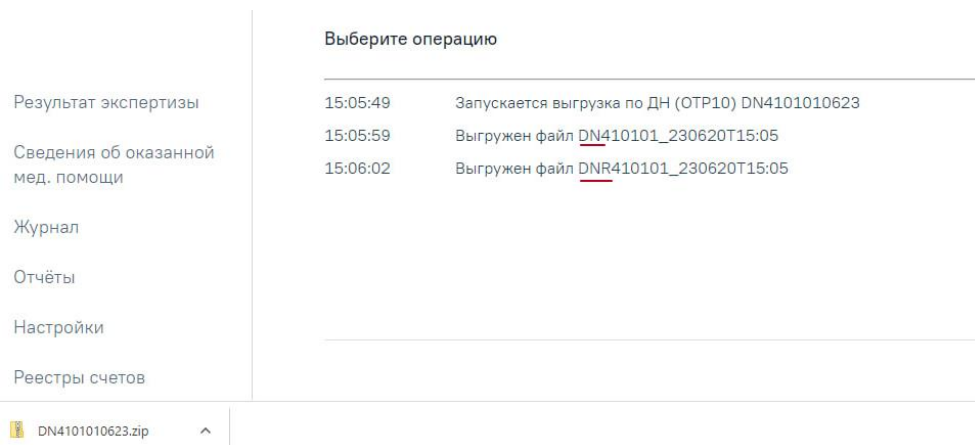 Выберите операцию
Результат экспертизы
Сведения об оказанной
мед. помощи
Журнал
Отчёты
Настройки
Реестры счетов
15:05:49 Запускается выгрузка по ДН (ОТР10) DN4101010623
15:05:59 Выгружен файл DN410101_230620T15:05
15:06:02 Выгружен файл DNR410101_230620T15:05
DN4101010623.zip